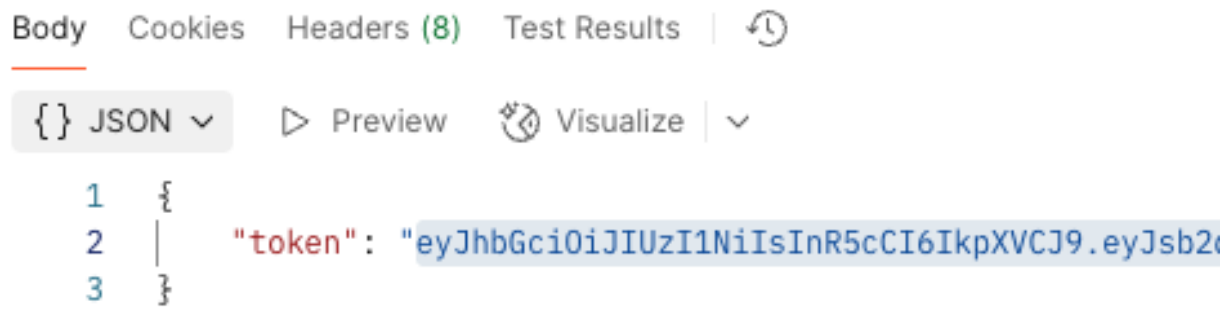 Body Cookies Headers (8) Test Results
{} JSON Preview Visualize
1 {
2 "token": "eyJhbGciOiJIUzI1NiIsInR5cCI6IkpXVCJ9.eyJsb2
3 }